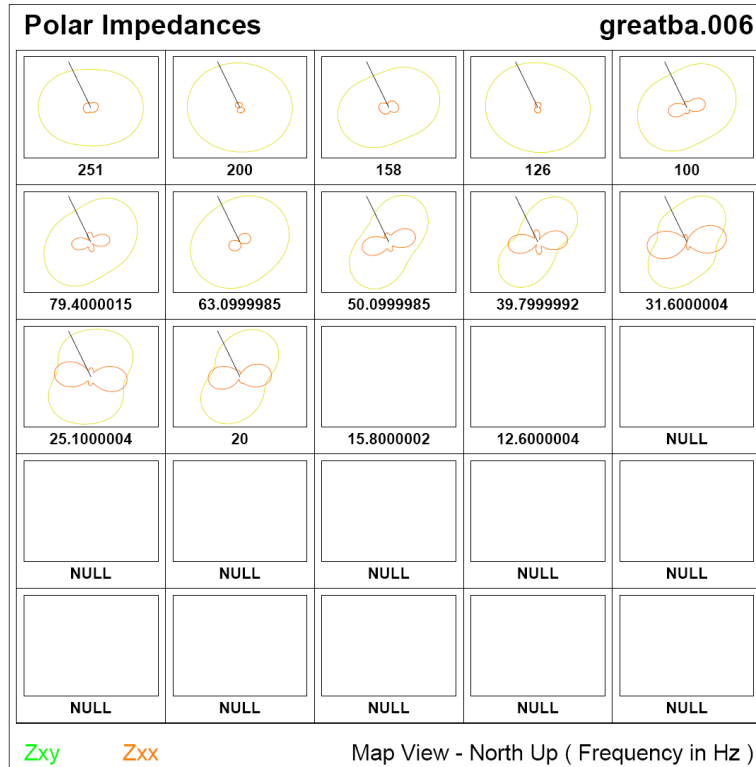 Polar Impedances greatba.006
251 200 158 126 100
79.4000015 63.0999985 50.0999985 39.7999992 31.6000004
25.1000004 20 15.8000002 12.6000004 NULL
NULL NULL NULL NULL NULL
NULL NULL NULL NULL NULL
Zxy Zxx Map View - North Up ( Frequency in Hz )